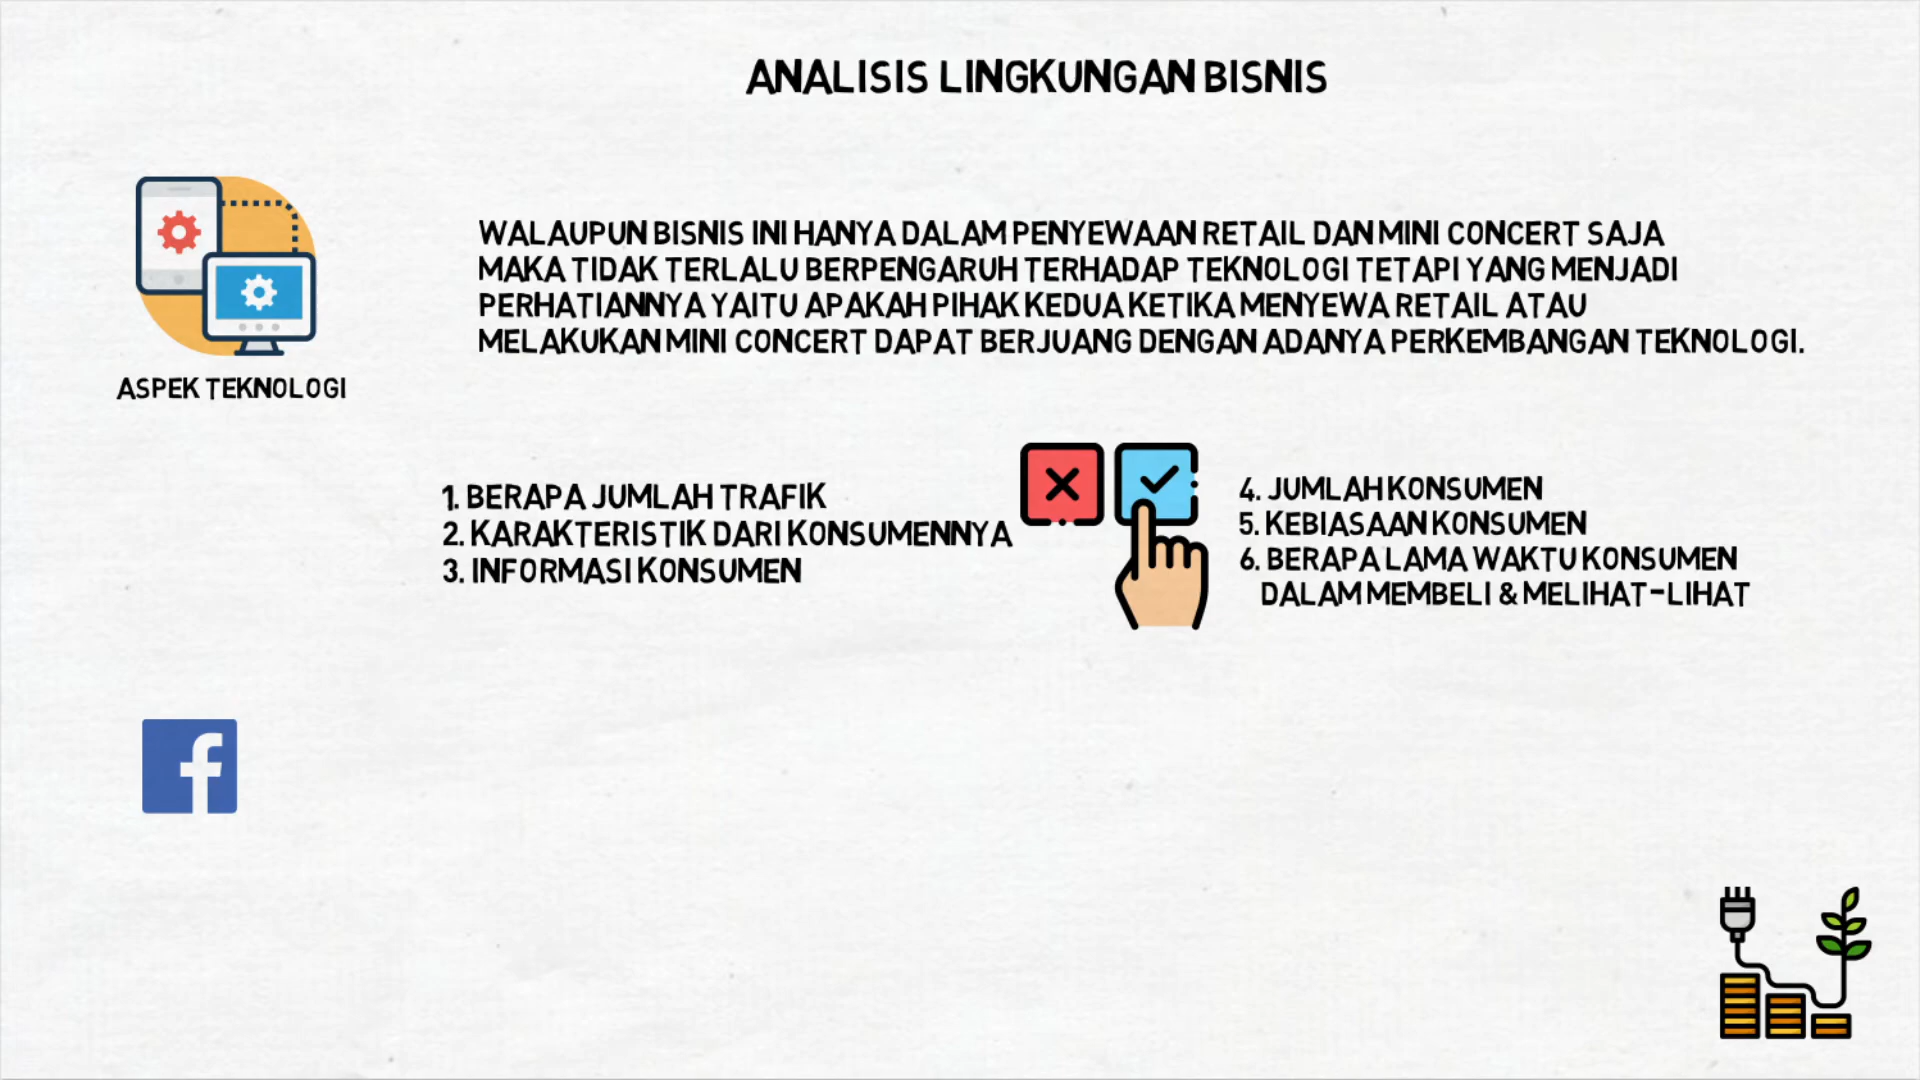 ANALISIS LINGKUNGAN BISNIS
WALAUPUN BISNIS INI HANYA DALAM PENYEWAAN RETAIL DAN MINI CONCERT SAJA
MAKA TIDAK TERLALU BERPENGARUH TERHADAP TEKNOLOGI TETAPI YANG MENJADI
PERHATIANNYA YAITU APAKAH PIHAK KEDUA KETIKA MENYEWA RETAIL ATAU
MELAKUKAN MINI CONCERT DAPAT BERJUANG DENGAN ADANYA PERKEMBANGAN TEKNOLOGI.
ASPEK TEKNOLOGI
1. BERAPA JUMLAH TRAFIK
2. KARAKTERISTIK DARI KONSUMENNYA
3. INFORMASI KONSUMEN
4. JUMLAH KONSUMEN
5. KEBIASAAN KONSUMEN
6. BERAPA LAMA WAKTU KONSUMEN
DALAM MEMBELI & MELIHAT-LIHAT